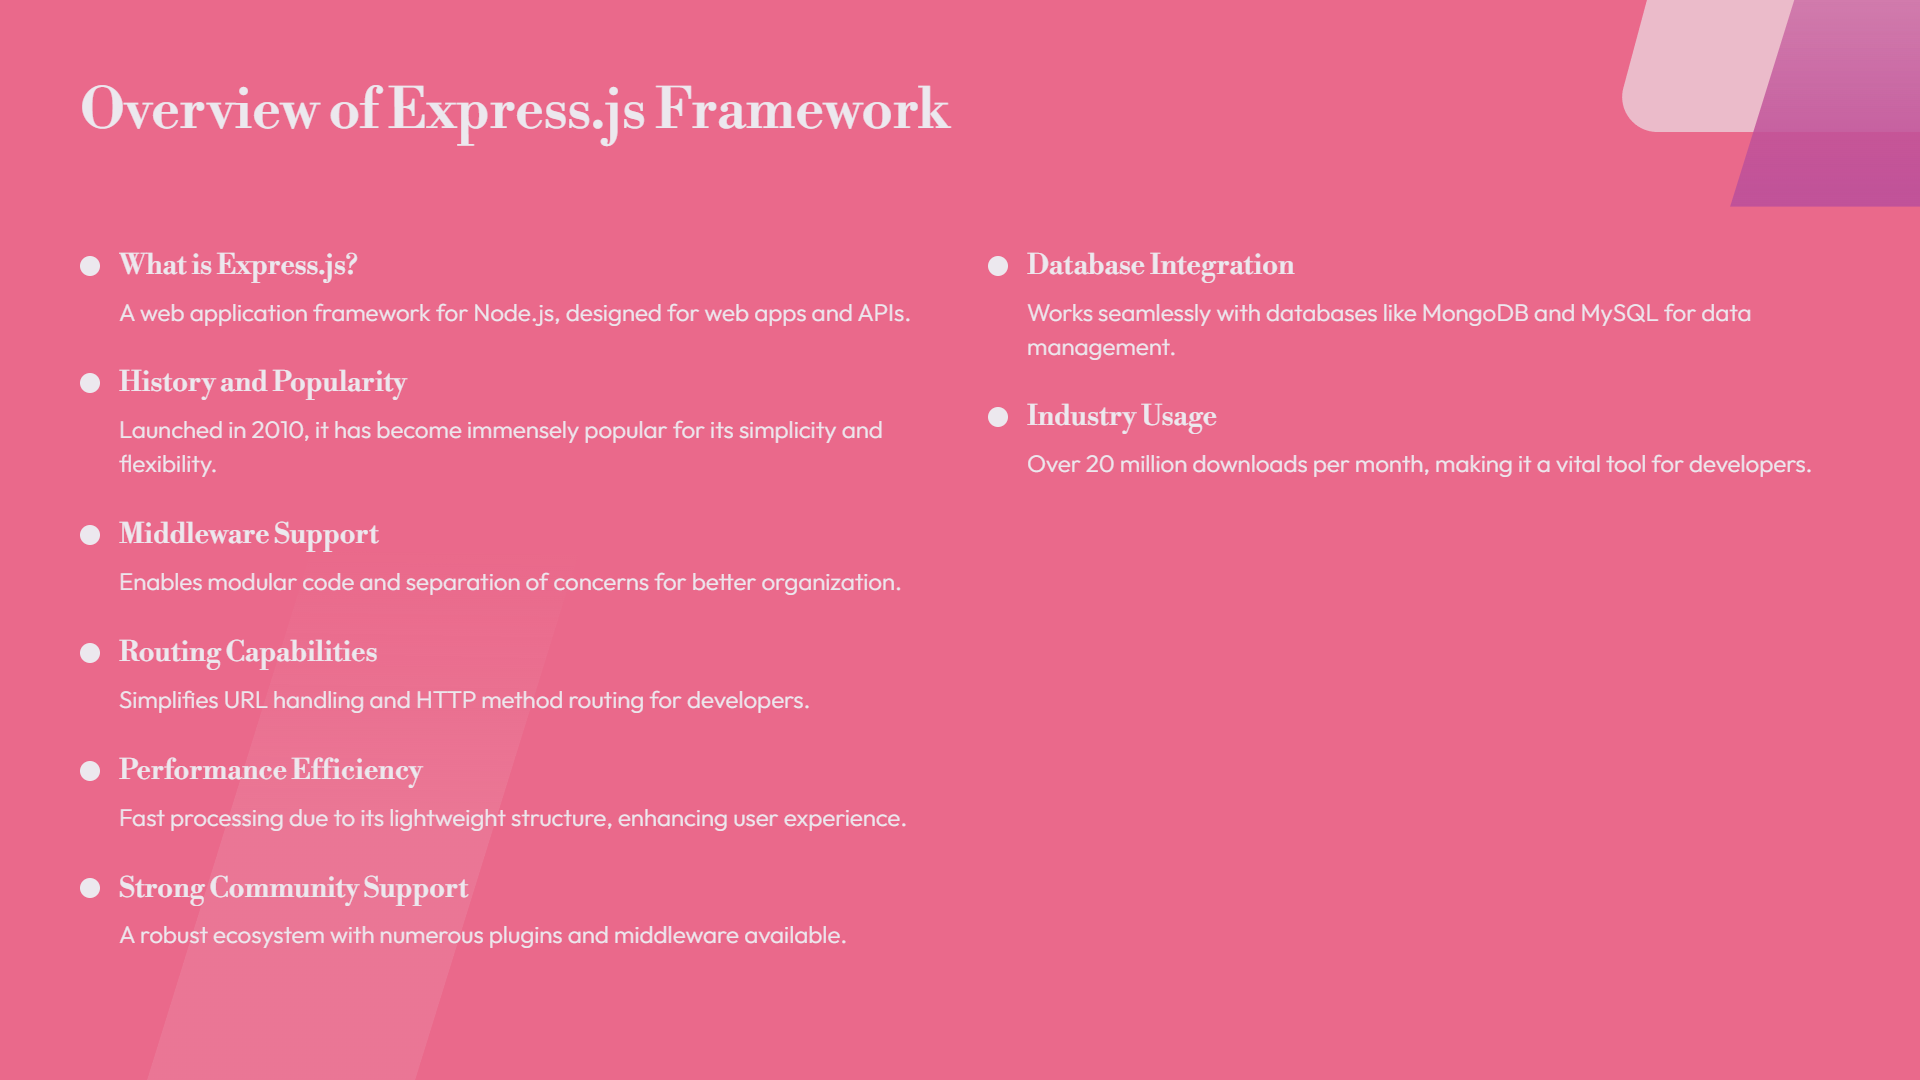 Overview of Express.js Framework
What is Express.js?
A web application framework for Node.js, designed for web apps and APIs.
History and Popularity
Launched in 2010, it has become immensely popular for its simplicity and
flexibility.
Middleware Support
Enables modular code and separation of concerns for better organization.
Routing Capabilities
Simplifies URL handling and HTTP method routing for developers.
Performance Efficiency
Fast processing due to its lightweight structure, enhancing user experience.
Strong Community Support
A robust ecosystem with numerous plugins and middleware available.
Database Integration
Works seamlessly with databases like MongoDB and MySQL for data
management.
Industry Usage
Over 20 million downloads per month, making it a vital tool for developers.